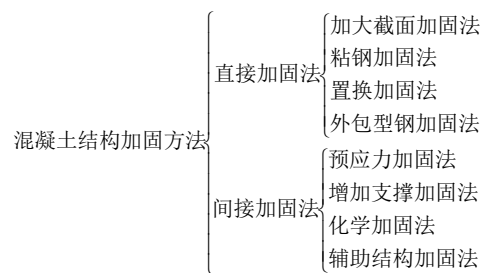 混凝土结构加固方法
直接加固法
加大截面加固法
粘钢加固法
置换加固法
外包型钢加固法
间接加固法
预应力加固法
增加支撑加固法
化学加固法
辅助结构加固法